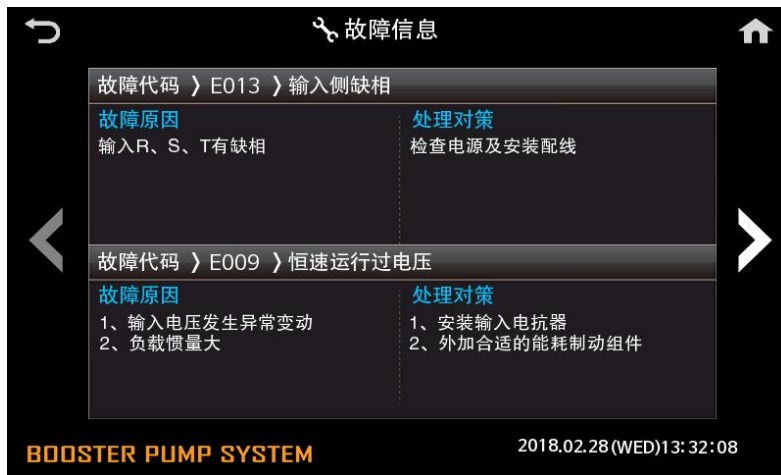 故障信息
故障代码 》 E013 》输入侧缺相
故障原因
处理对策
输入R、S、T有缺相
检查电源及安装配线
故障代码 》 E009 》恒速运行过电压
故障原因
处理对策
1、输入电压发生异常变动
2、负载惯量大
1、安装输入电抗器
2、外加合适的能耗制动组件
BOOSTER PUMP SYSTEM
2018.02.28(WED)13:32:08